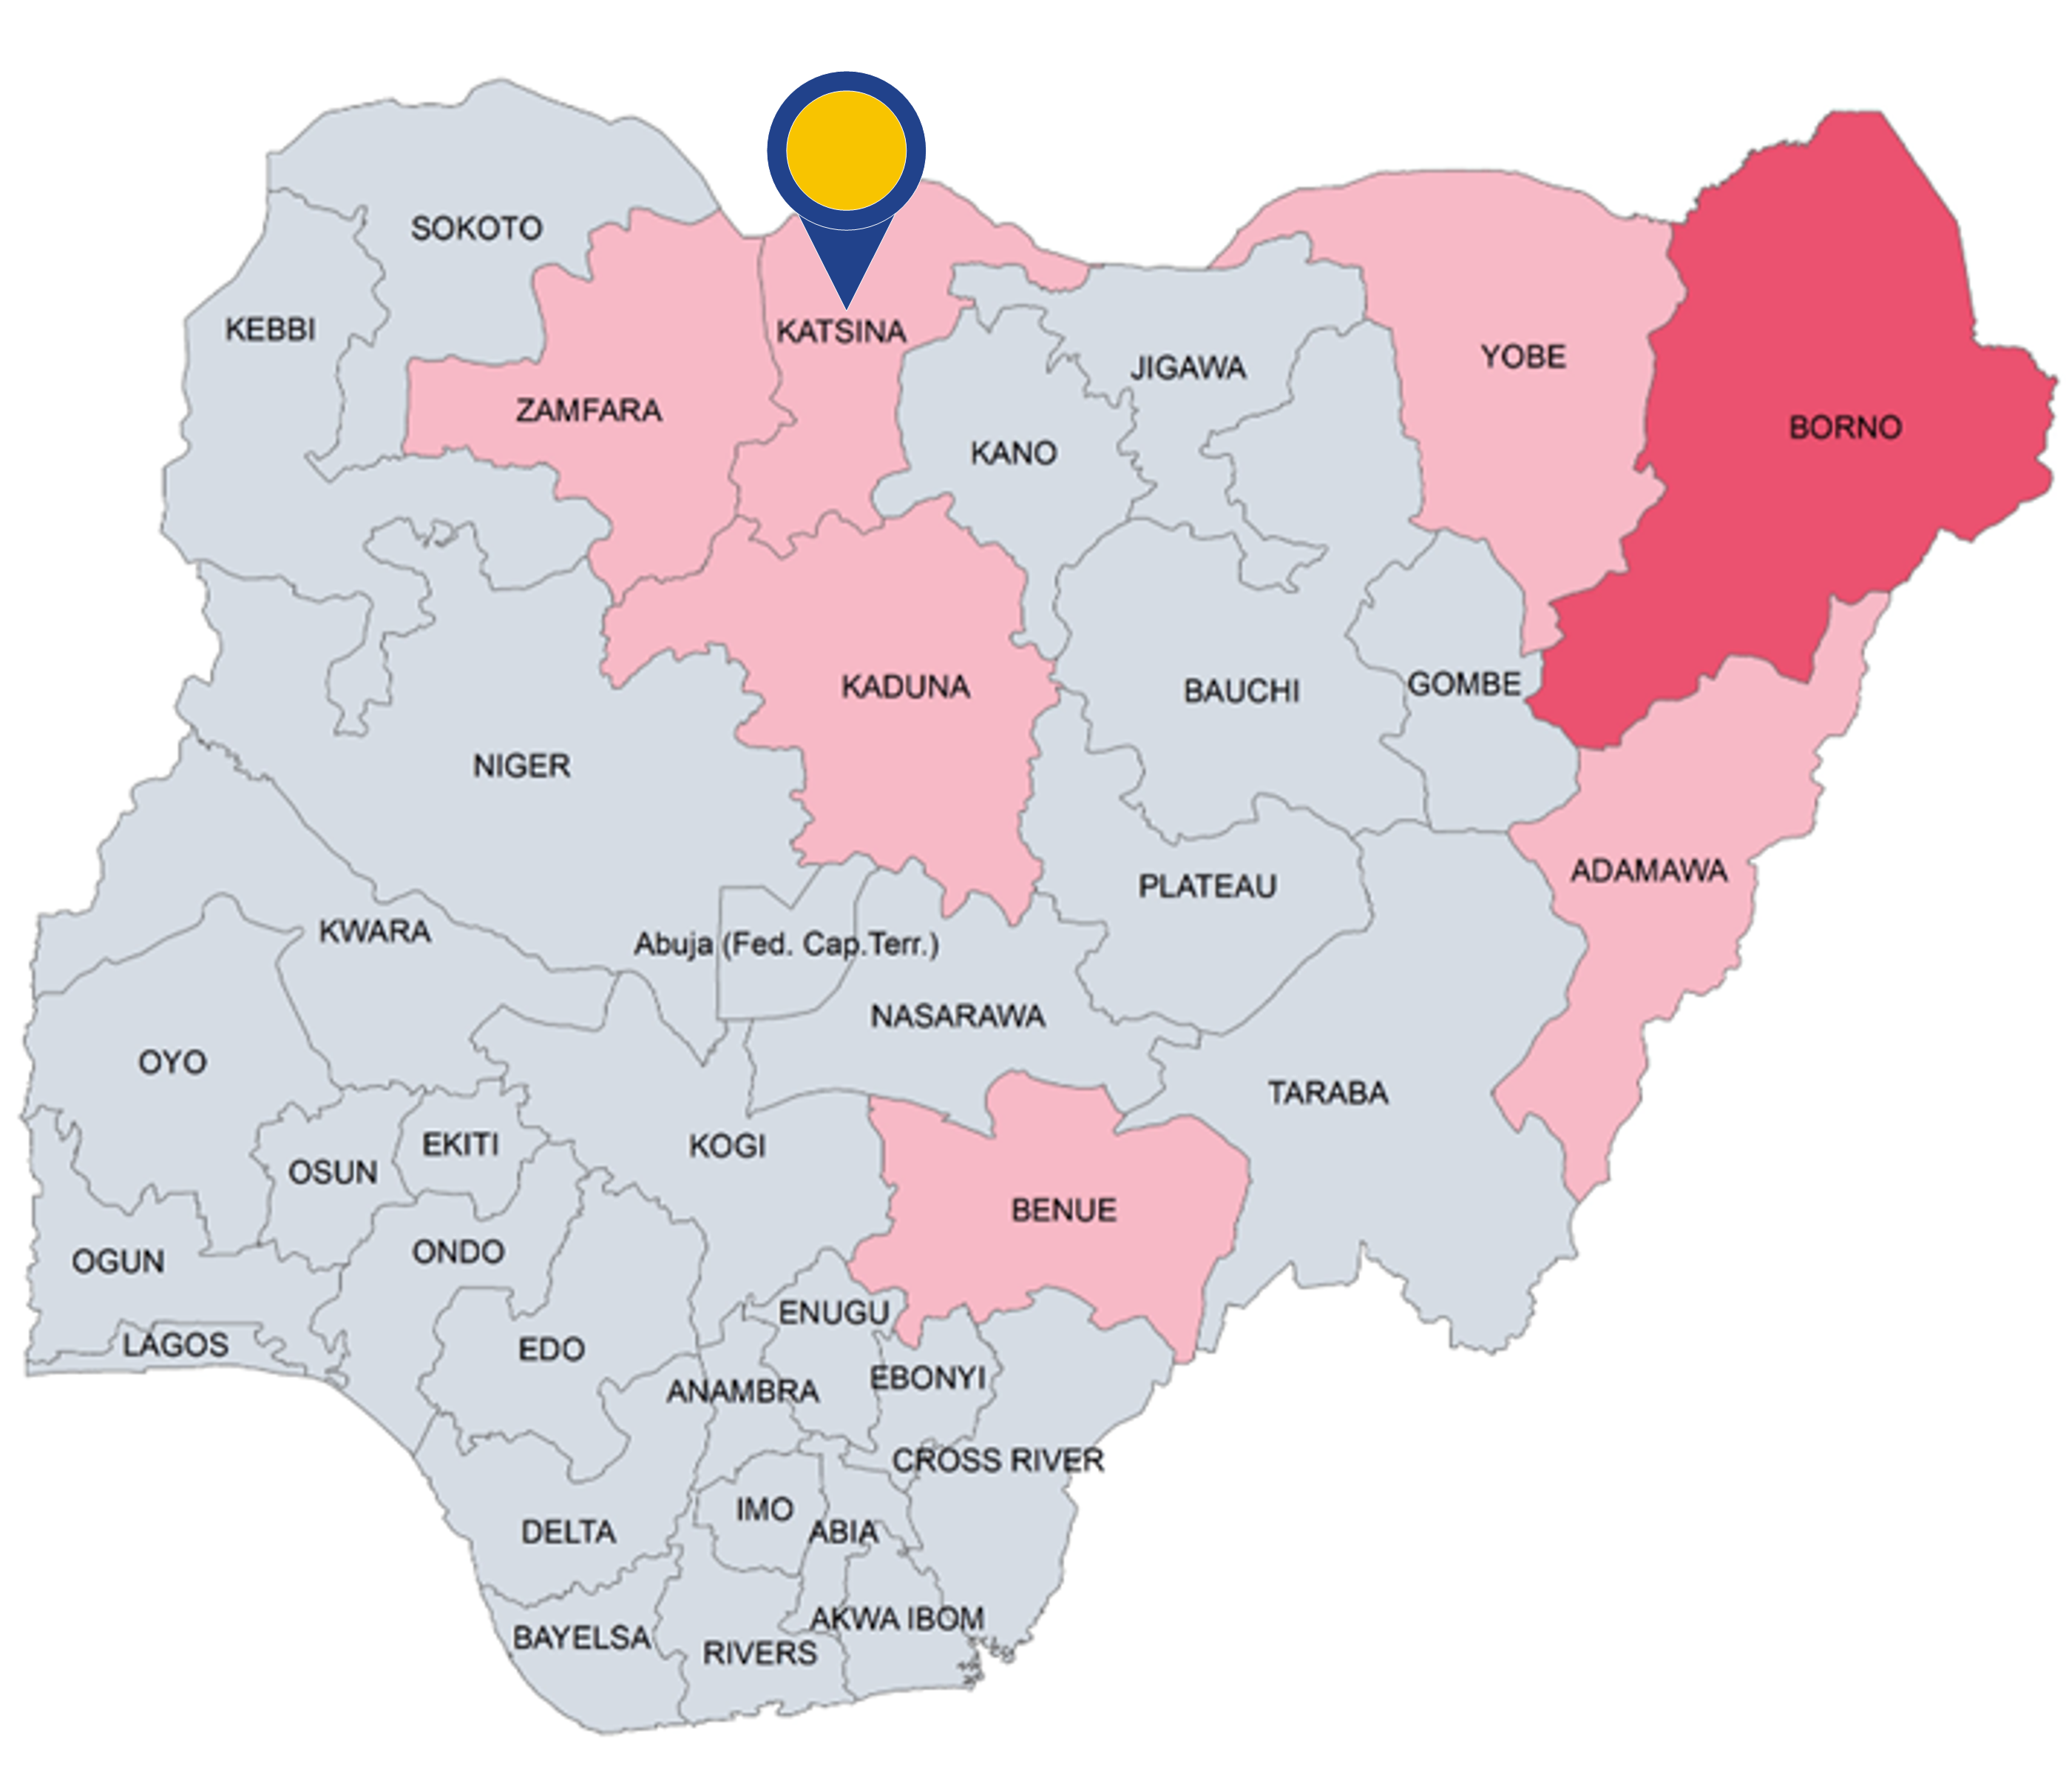 SOKOTO
KEBBI
KATSINA
ZAMFARA
JIGAWA
YOBE
KANO
BORNO
KADUNA
BAUCHI
GOMBE
NIGER
ADAMAWA
PLATEAU
KWARA
Abuja (Fed. Cap.Terr.)
NASARAWA
OYO
TARABA
EKITI
OSUN
KOGI
BENUE
OGUN
ONDO
LAGOS
EDO
ENUGU
EBONYI
ANAMBRA
CROSS RIVER
IMO
ABIA
DELTA
AKWA IBOM
BAYELSA
RIVERS